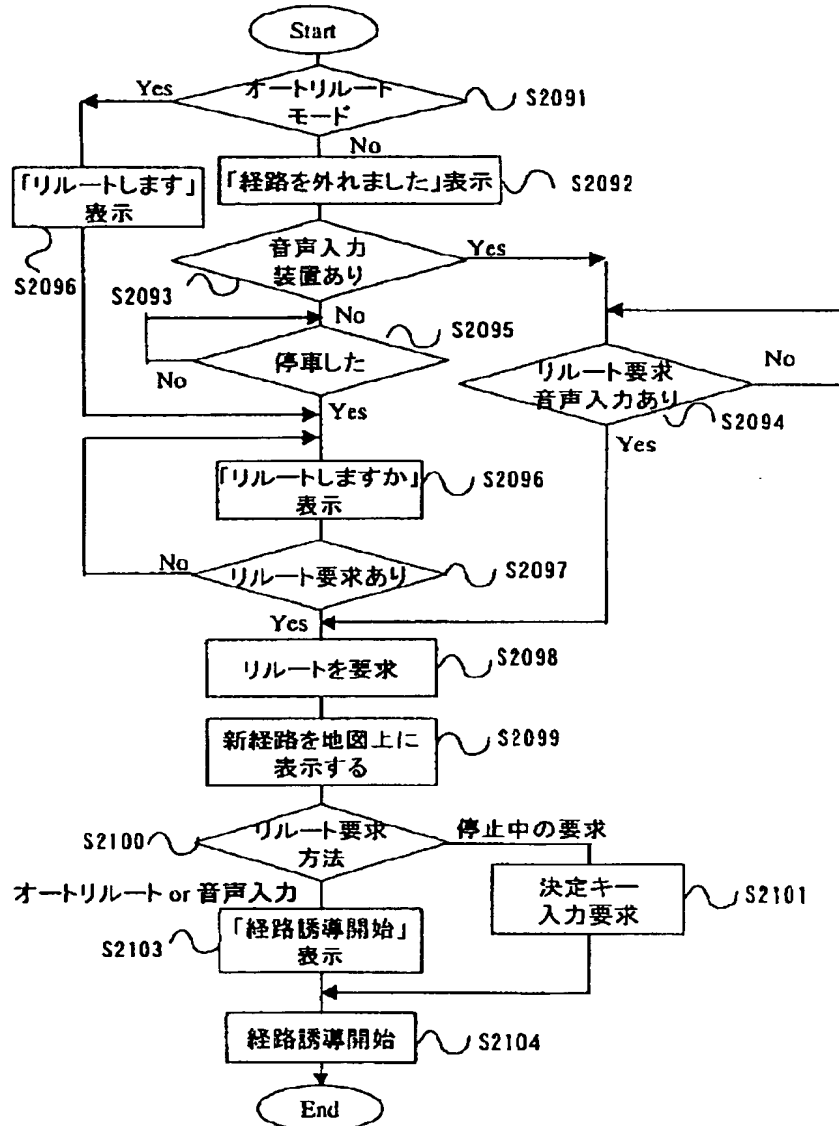 Start
Yes
オートリルート
モード
S2091
No
「リルートします」
表示
S2096
「経路を外れました」表示
S2092
音声入力
装置あり
S2093
Yes
No
停車した
S2095
No
Yes
リルート要求
音声入力あり
S2094
No
Yes
「リルートしますか」
表示
S2096
リルート要求あり
S2097
No
Yes
リルートを要求
S2098
新経路を地図上に
表示する
S2099
リルート要求
方法
S2100
停止中の要求
オートリルート or 音声入力
決定キー
入力要求
S2101
「経路誘導開始」
表示
S2103
経路誘導開始
S2104
End